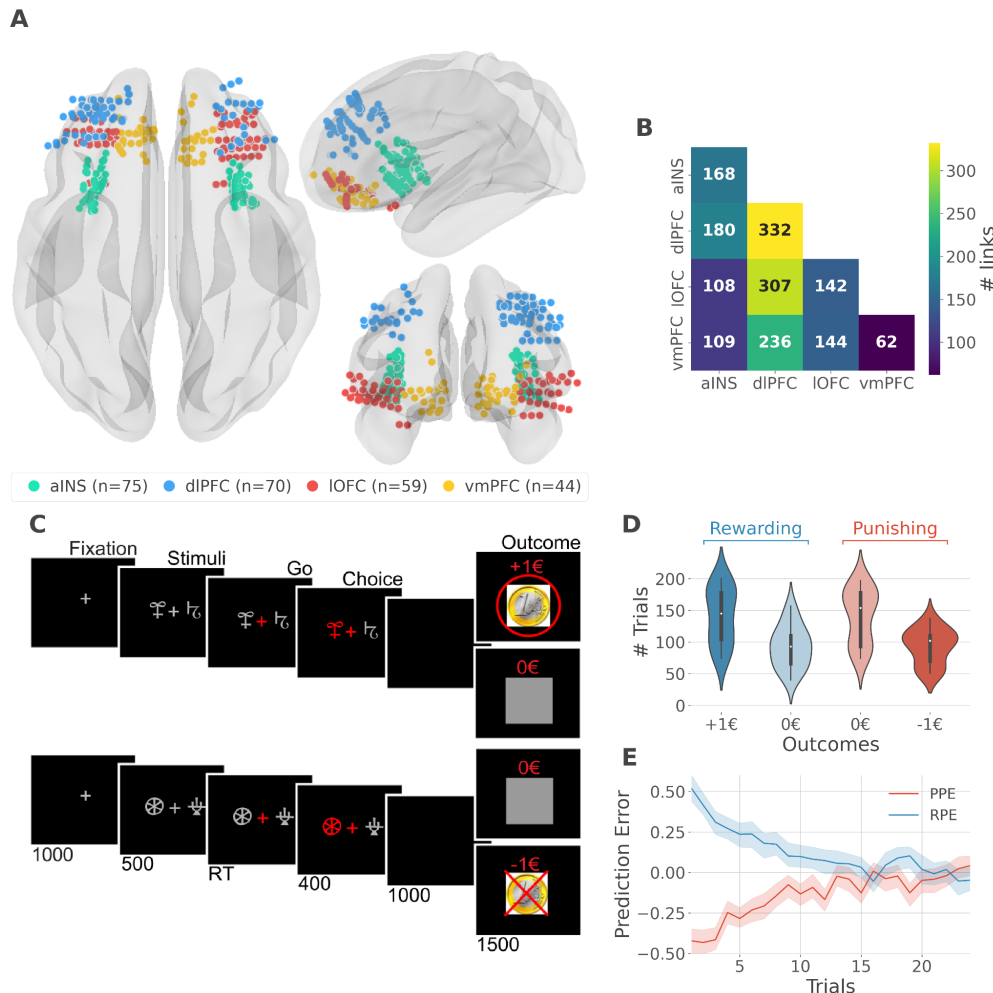 A
aINS (n=75) dlPFC (n=70) lOFC (n=59) vmPFC (n=44)
B
aINS 168
dlPFC 180 332
lOFC 108 307 142
vmPFC 109 236 144 62
aINS dlPFC lOFC vmPFC
300
250
200
150
100
# links
C
Fixation
Stimuli
Go
Choice
Outcome
+1€
0€
0€
-1€
1000
500
RT
400
1000
1500
D
Rewarding Punishing
# Trials
200
150
100
50
0
+1€ 0€ 0€ -1€
Outcomes
E
Prediction Error
0.50
0.25
0.00
−0.25
−0.50
PPE
RPE
5 10 15 20
Trials